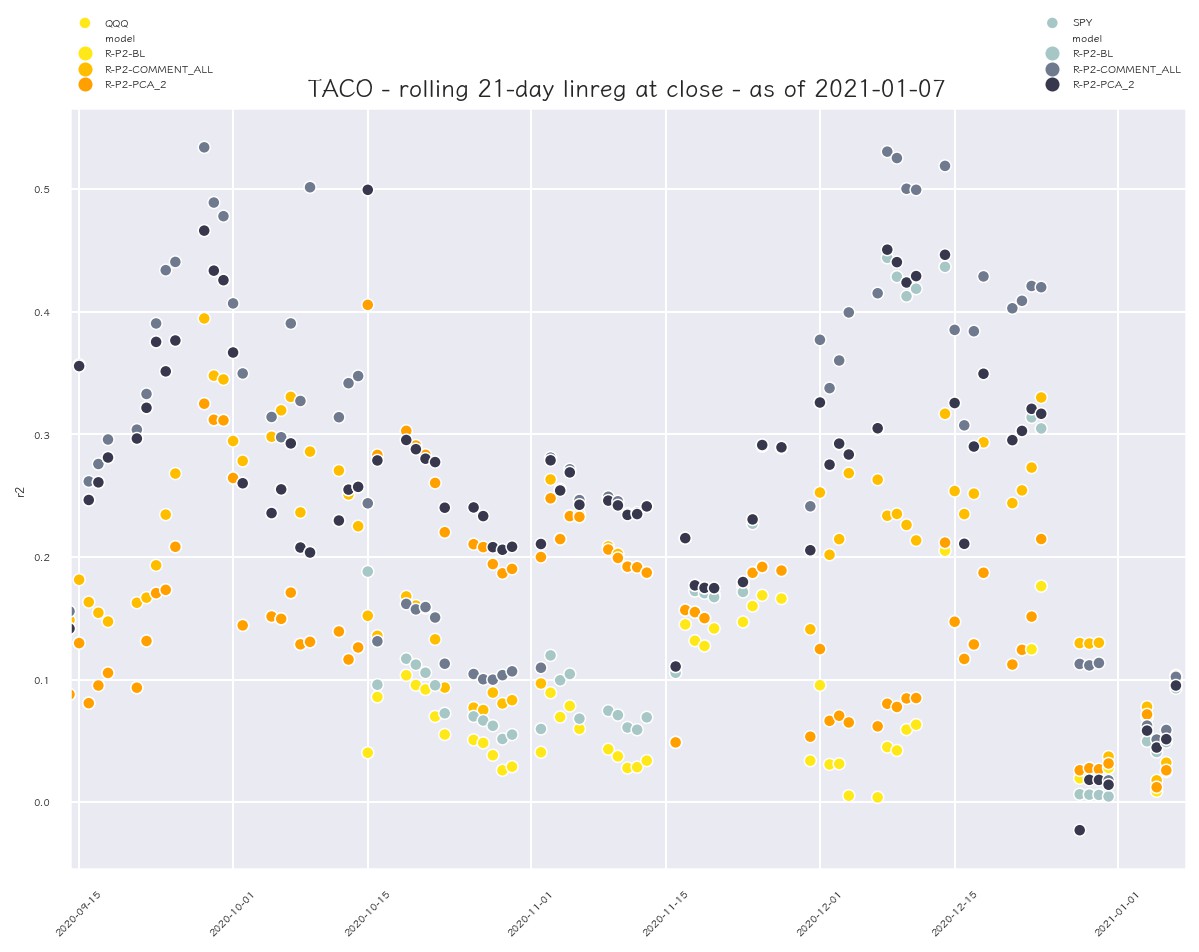 QQQ
model
R-P2-BL
R-P2-COMMENT_ALL
R-P2-PCA_2
SPY
model
R-P2-BL
R-P2-COMMENT_ALL
R-P2-PCA_2
TACO - rolling 21-day linreg at close - as of 2021-01-07
r2
0.5
0.4
0.3
0.2
0.1
0.0
2020-09-15
2020-10-01
2020-10-15
2020-11-01
2020-11-15
2020-12-01
2020-12-15
2021-01-01